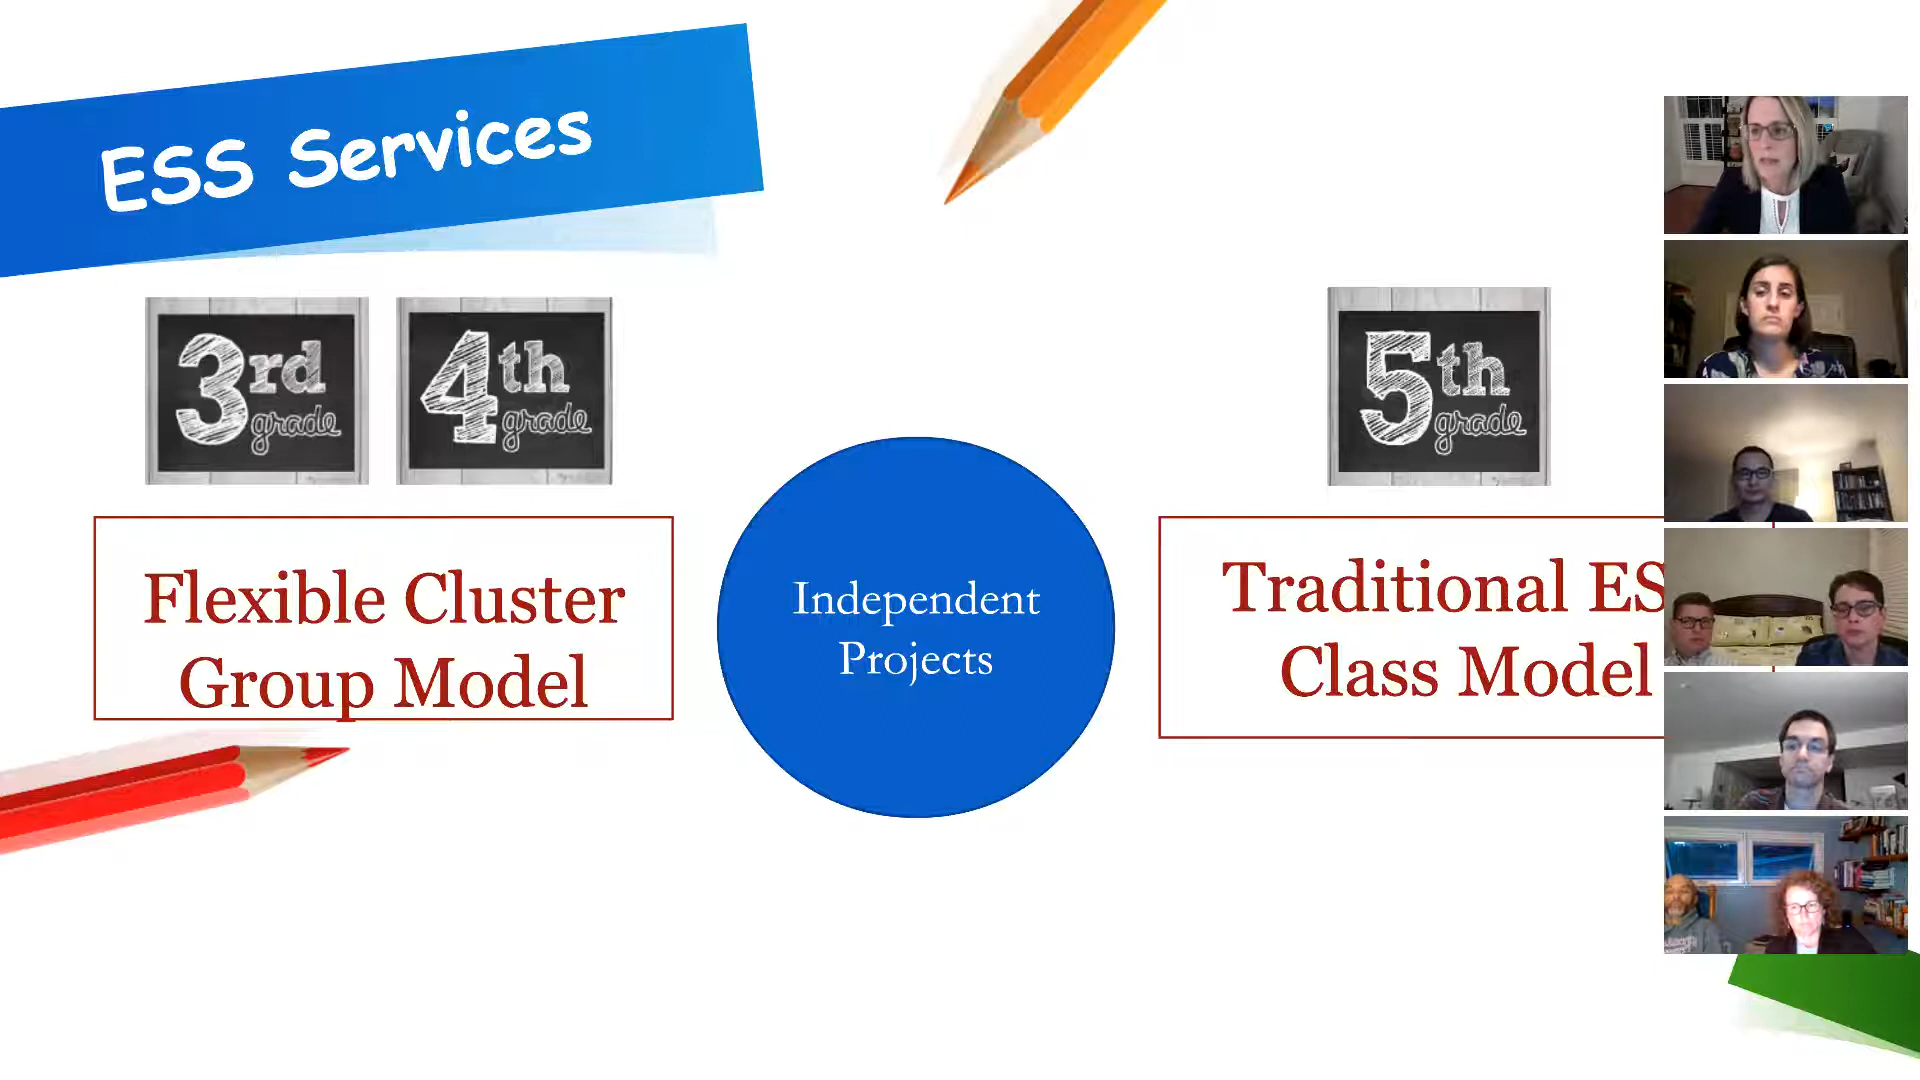 ESS Services
3rd
grade
4th
grade
5th
grade
Flexible Cluster
Group Model
Independent
Projects
Traditional ES
Class Model